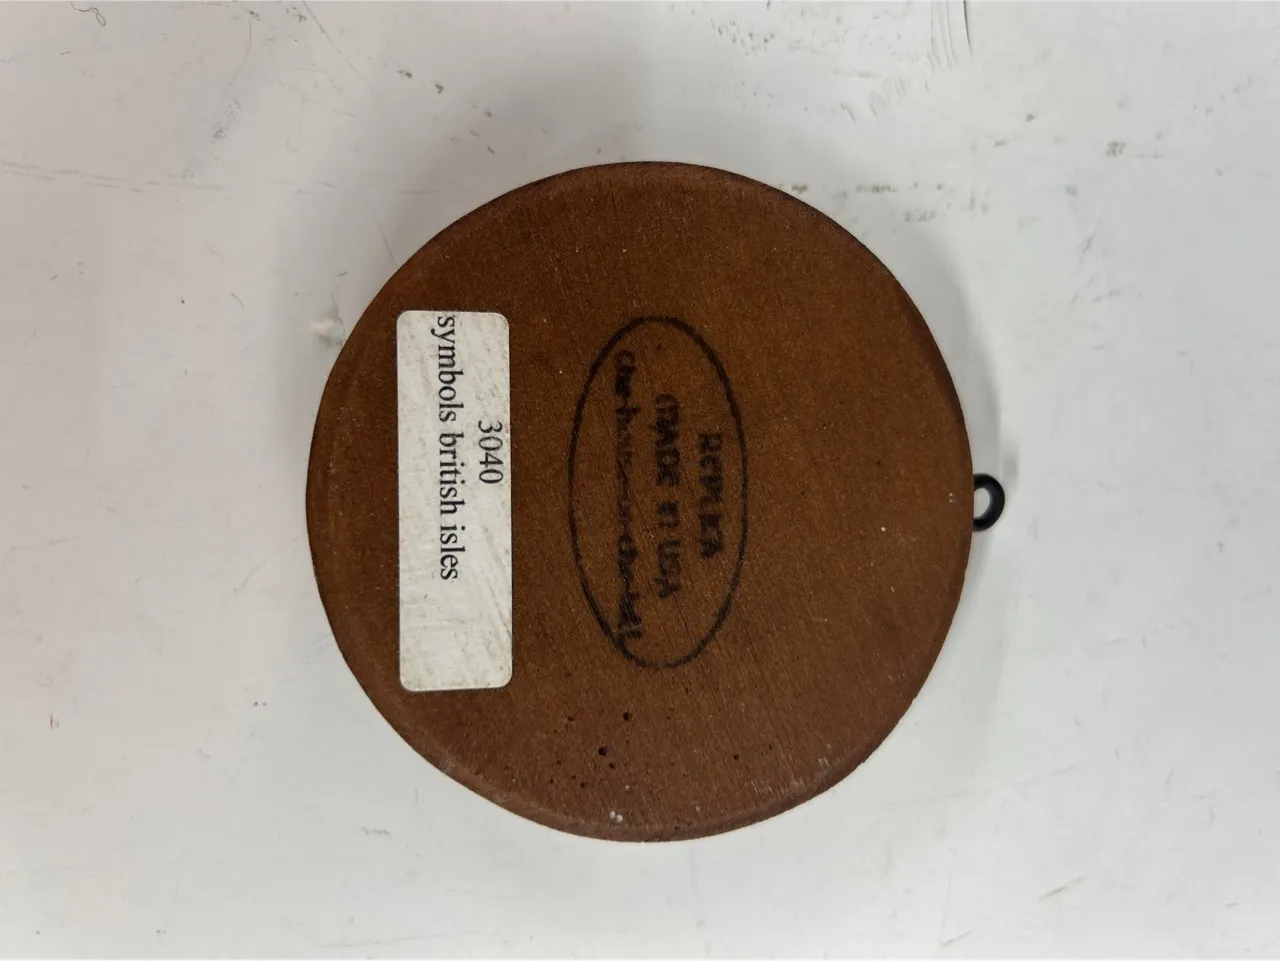 REPLICA
MADE IN USA
3040
symbols british isles